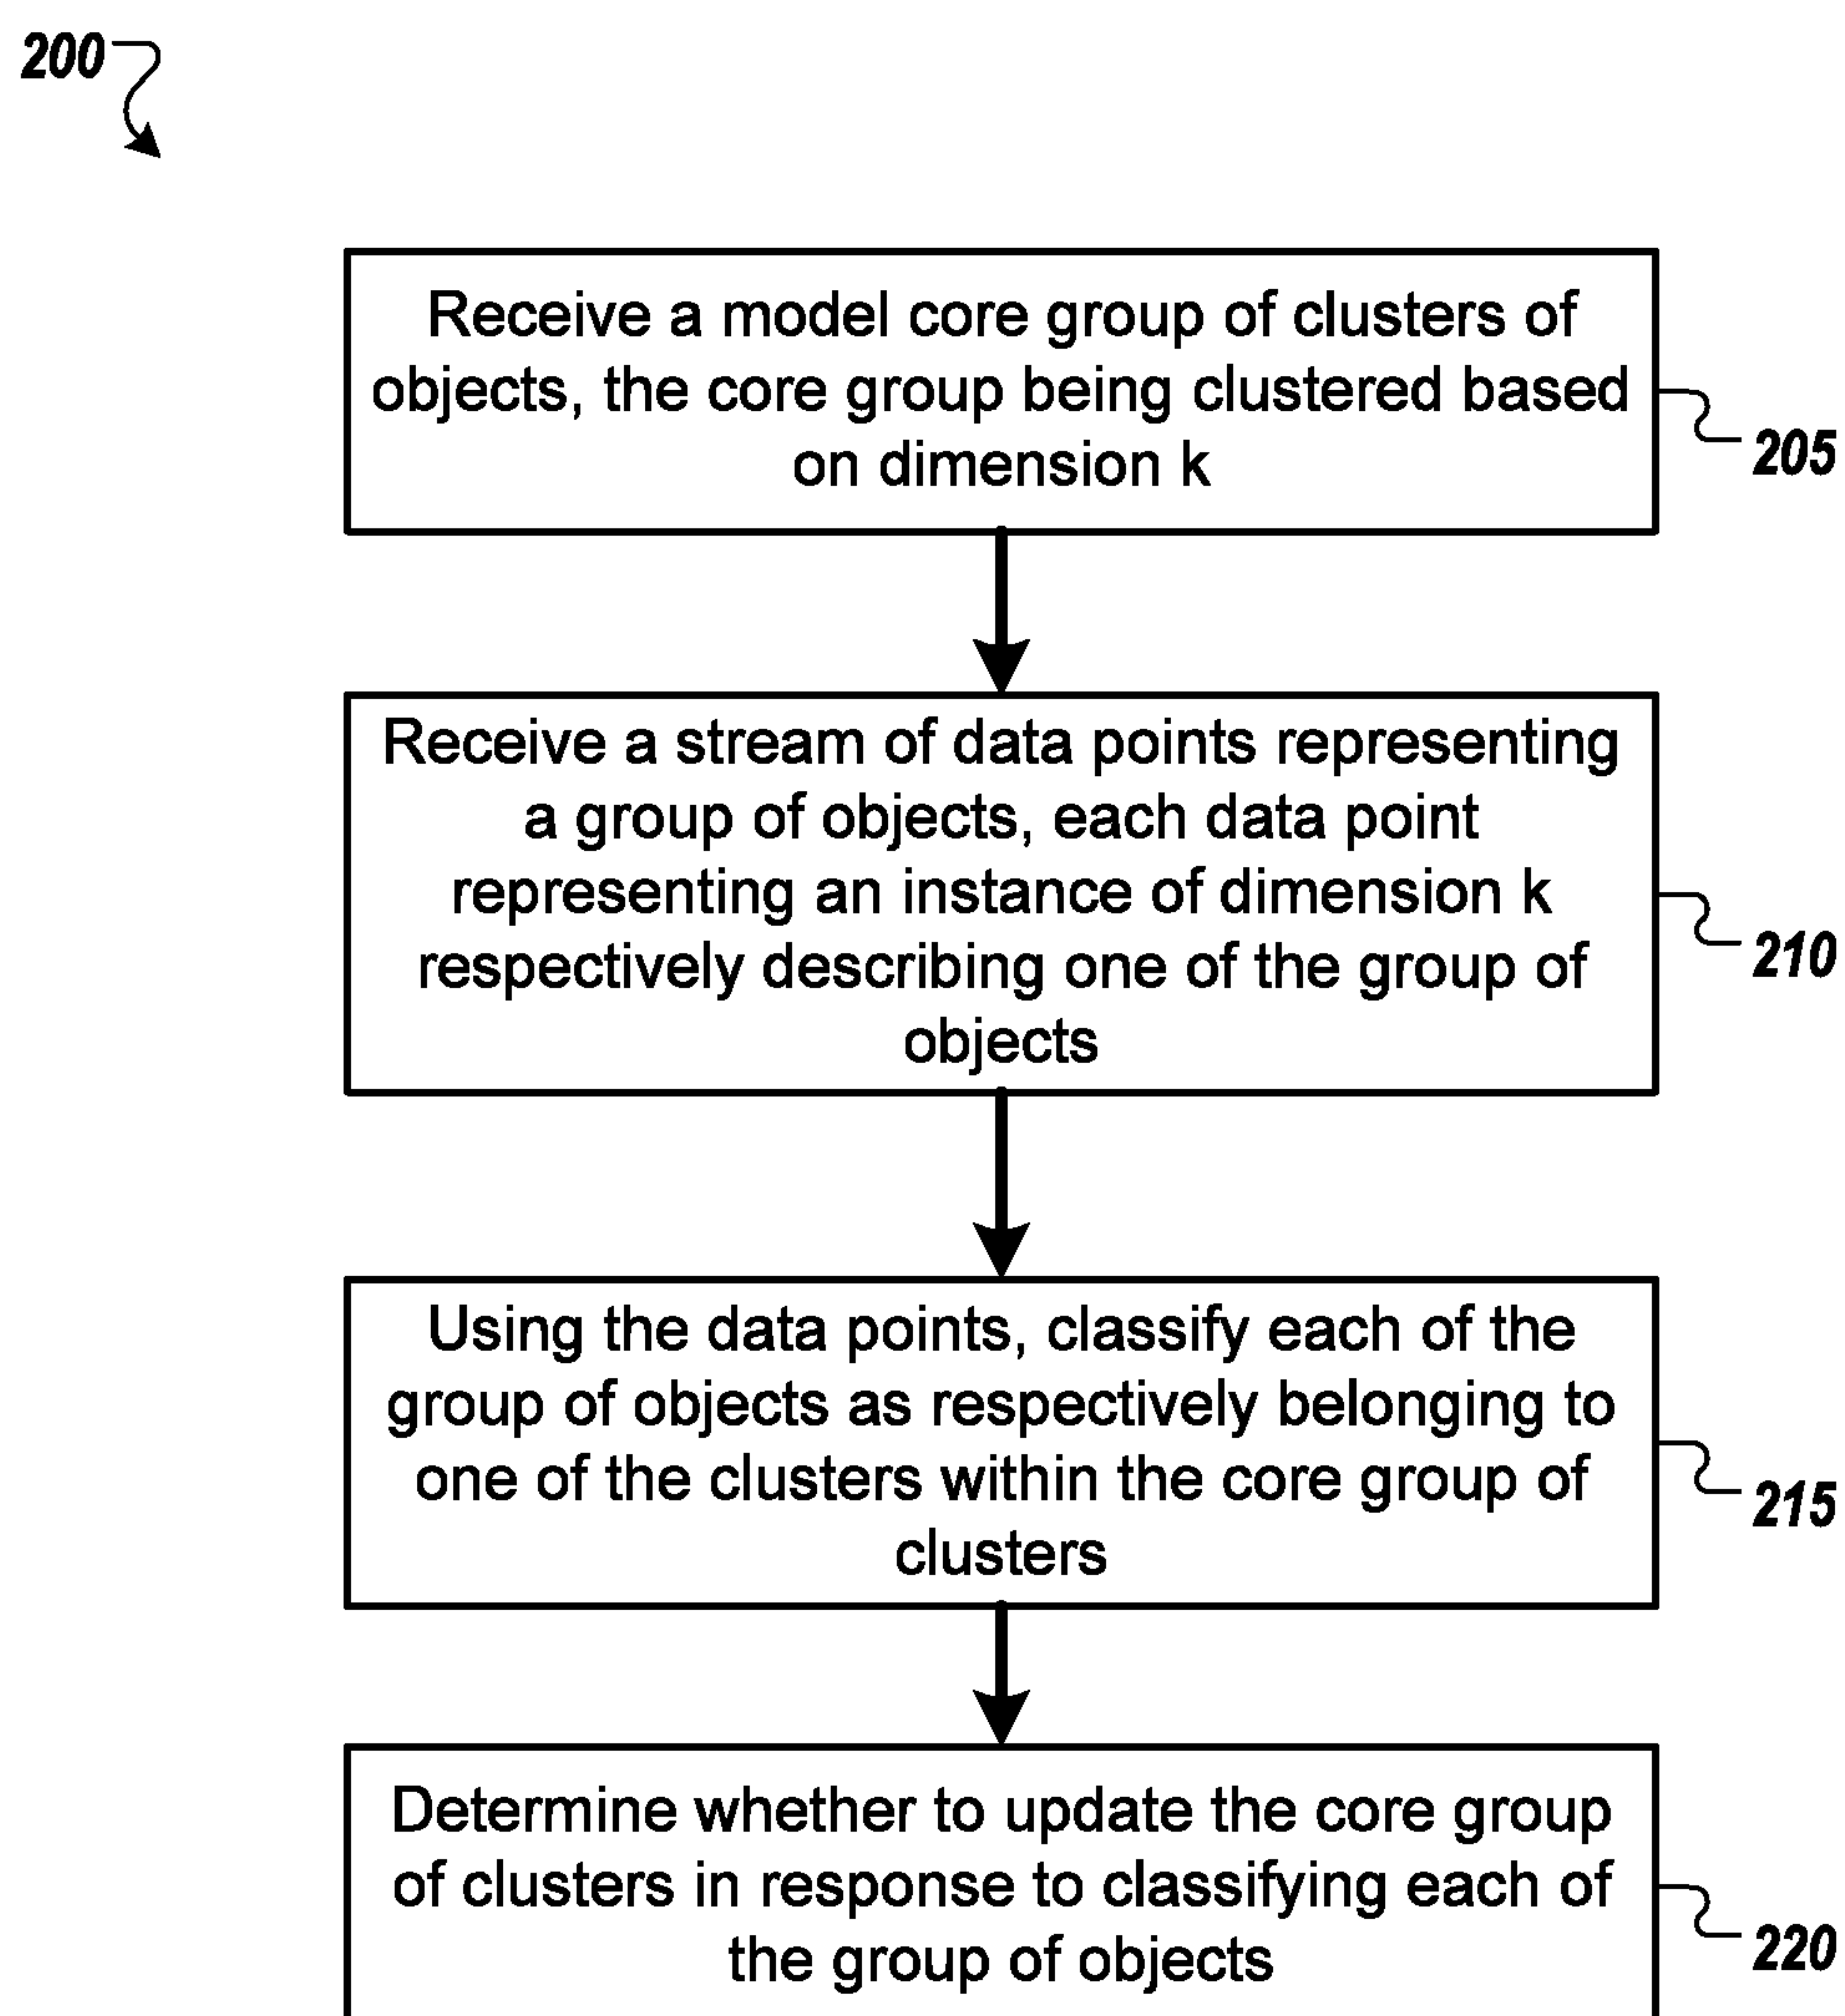 200
Receive a model core group of clusters of
objects, the core group being clustered based
on dimension k
205
Receive a stream of data points representing
a group of objects, each data point
representing an instance of dimension k
respectively describing one of the group of
objects
210
Using the data points, classify each of the
group of objects as respectively belonging to
one of the clusters within the core group of
clusters
215
Determine whether to update the core group
of clusters in response to classifying each of
the group of objects
220